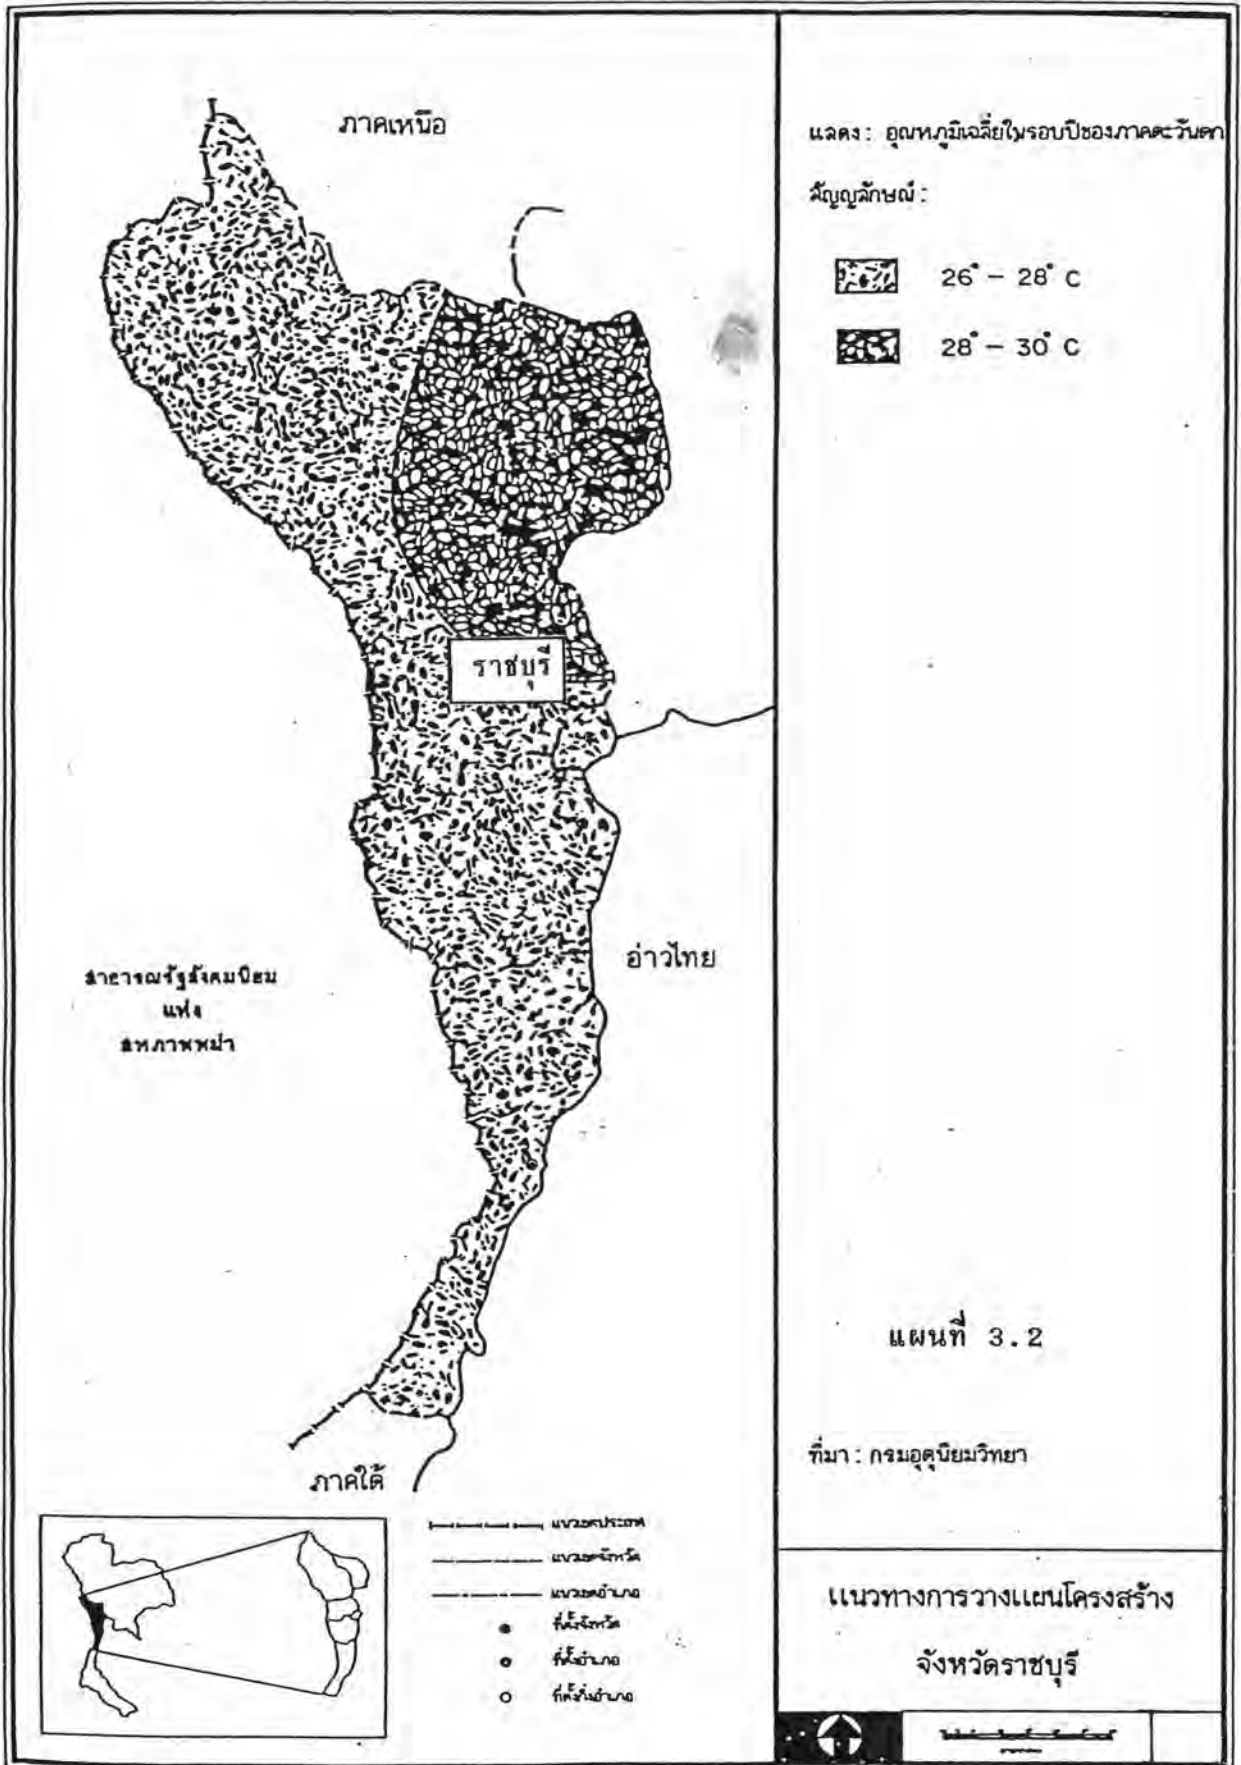 ภาคเหนือ
แสดง : อุณหภูมิเฉลี่ยในรอบปีของภาคตะวันตก
สัญญลักษณ์ :
26° – 28° C
28° – 30° C
ราชบุรี
อ่าวไทย
สาธารณรัฐสังคมนิยม
แห่ง
สหภาพพม่า
แผนที่ 3.2
ที่มา : กรมอุตุนิยมวิทยา
ภาคใต้
แนวเขตประเทศ
แนวเขตจังหวัด
แนวเขตอำเภอ
ที่ตั้งจังหวัด
ที่ตั้งอำเภอ
ที่ตั้งกิ่งอำเภอ
แนวทางการวางแผนโครงสร้าง
จังหวัดราชบุรี